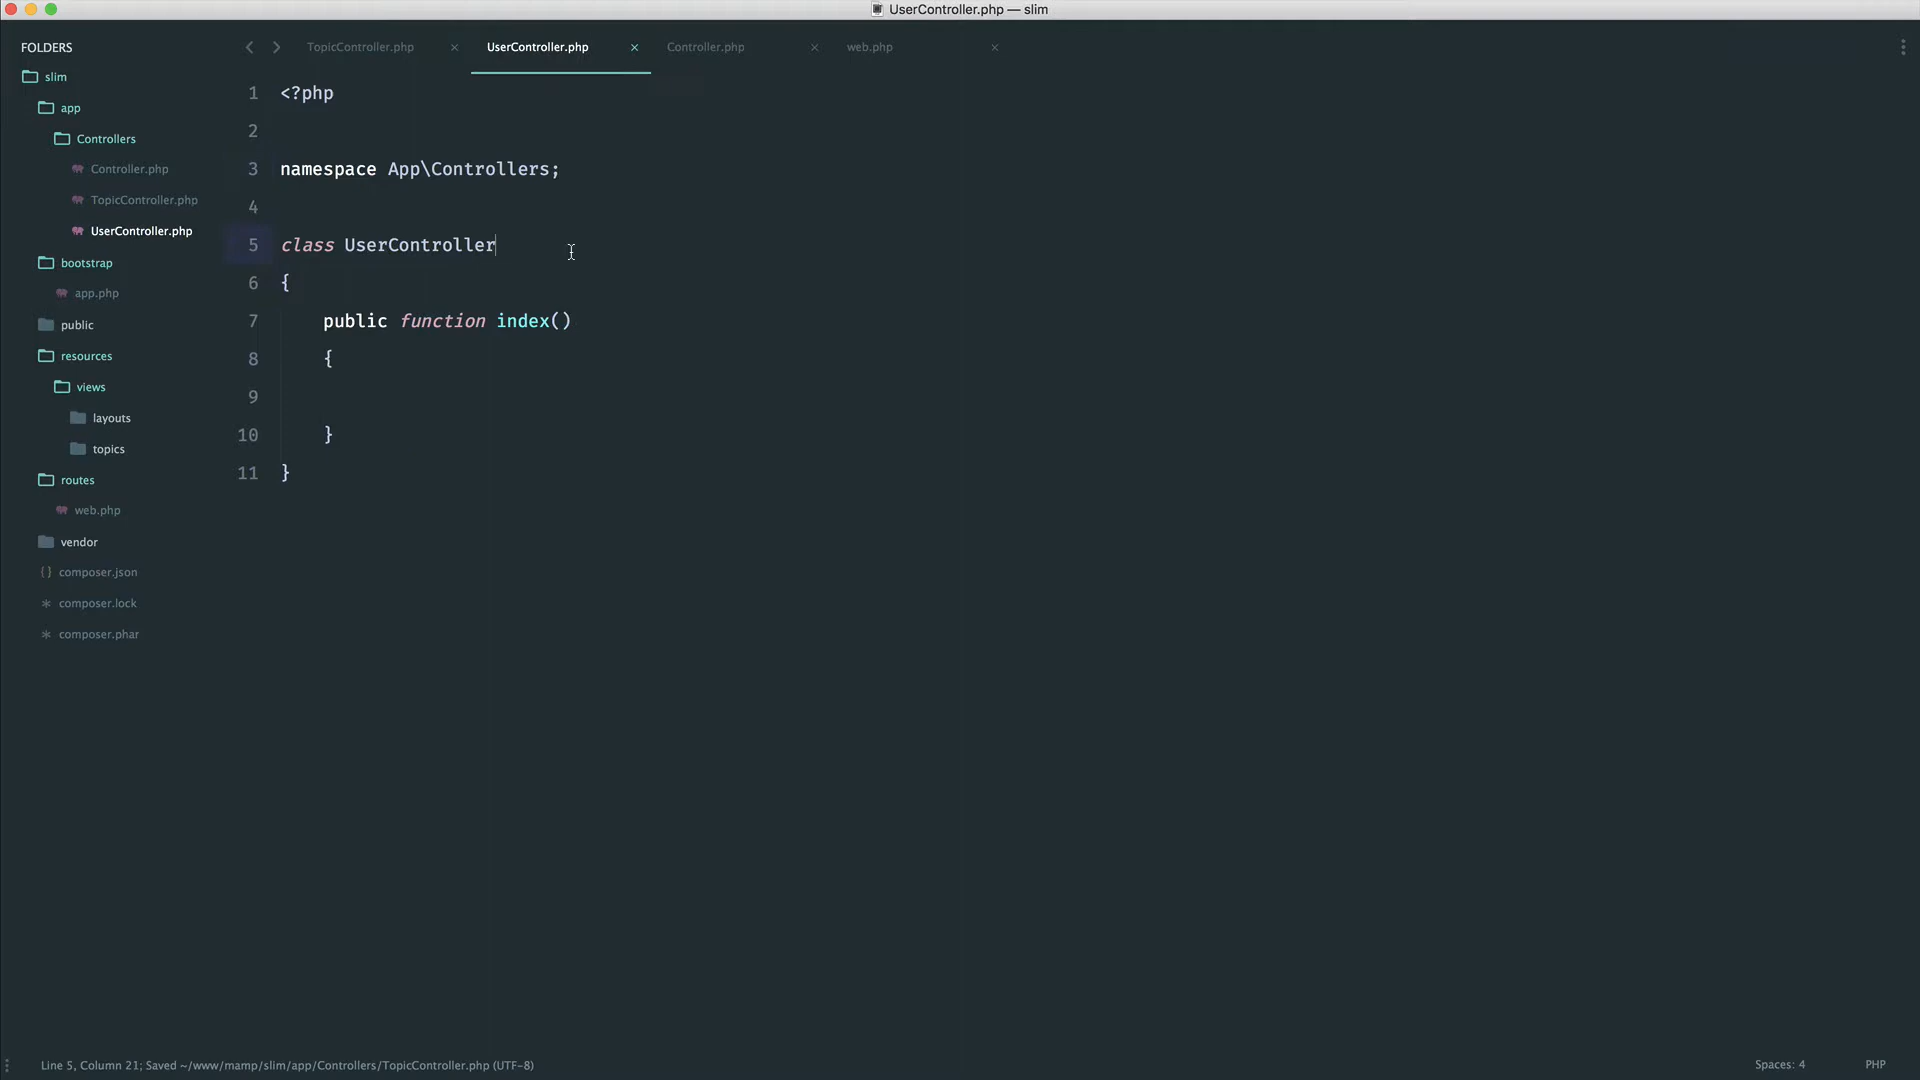 UserController.php — slim
FOLDERS
slim
app
Controllers
Controller.php
TopicController.php
UserController.php
bootstrap
app.php
public
resources
views
layouts
topics
routes
web.php
vendor
{ } composer.json
* composer.lock
* composer.phar
TopicController.php × UserController.php × Controller.php × web.php ×
1 <?php
2
3 namespace App\Controllers;
4
5 class UserController
6 {
7 public function index()
8 {
9
10 }
11 }
Line 5, Column 21; Saved ~/www/mamp/slim/app/Controllers/TopicController.php (UTF-8)
Spaces: 4 PHP